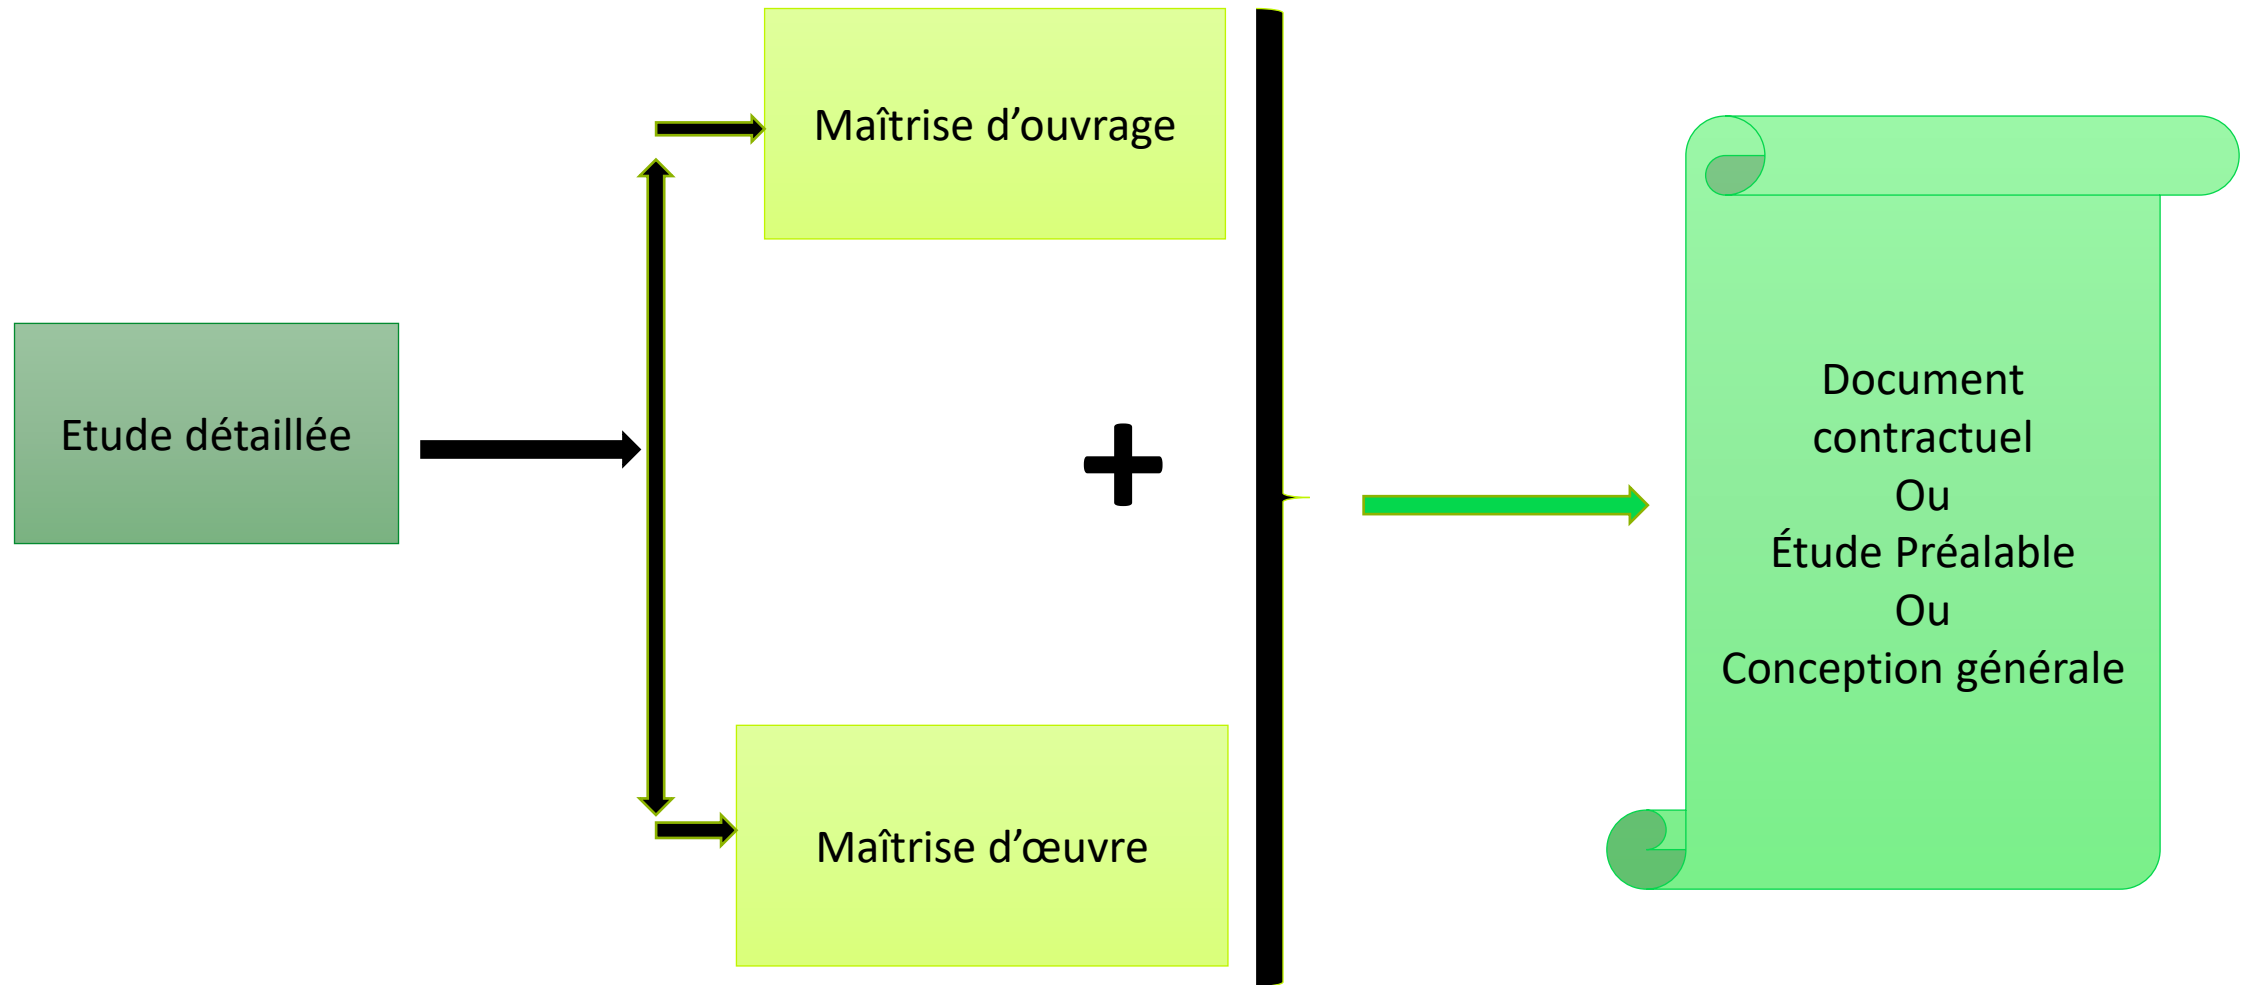 Maîtrise d’ouvrage
Etude détaillée
+
Maîtrise d’œuvre
Document
contractuel
Ou
Étude Préalable
Ou
Conception générale